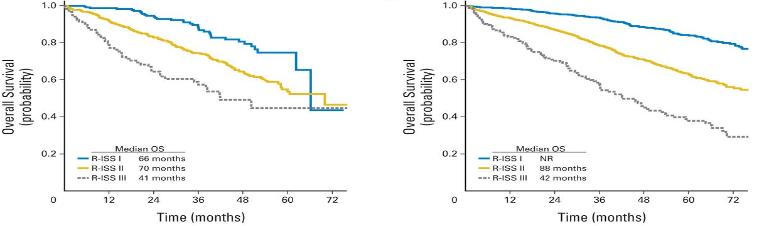 Overall Survival
(probability)
1.0
0.8
0.6
0.4
0.2
0
12
24
36
48
60
72
Time (months)
Median OS
R-ISS I 66 months
R-ISS II 70 months
R-ISS III 41 months
Overall Survival
(probability)
1.0
0.8
0.6
0.4
0.2
0
12
24
36
48
60
72
Time (months)
Median OS
R-ISS I NR
R-ISS II 88 months
R-ISS III 42 months